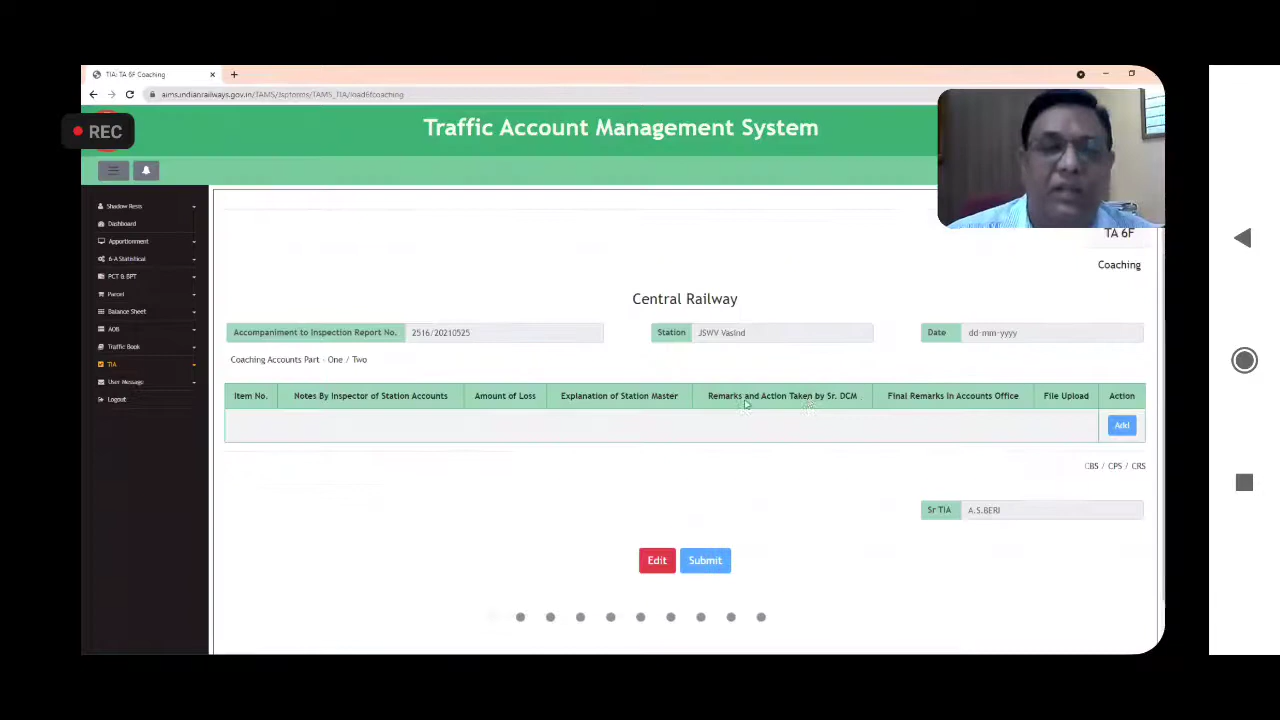 TIA: TA 6F Coaching
aims.indianrailways.gov.in/TAMS/Jspforms/TAMS_TIA/load6fcoaching
REC
Traffic Account Management System
Shadow Rests
Dashboard
Apportionment
6-A Statistical
PCT & BPT
Parcel
Balance Sheet
AOB
Traffic Book
TIA
User Message
Logout
TA 6F
Coaching
Central Railway
Accompaniment to Inspection Report No. 2516/20210525 Station JSWV Vasind Date dd-mm-yyyy
Coaching Accounts Part - One / Two
Item No. Notes By Inspector of Station Accounts Amount of Loss Explanation of Station Master Remarks and Action Taken by Sr. DCM Final Remarks In Accounts Office File Upload Action
Add
CBS / CPS / CRS
Sr TIA A.S.BERI
Edit Submit